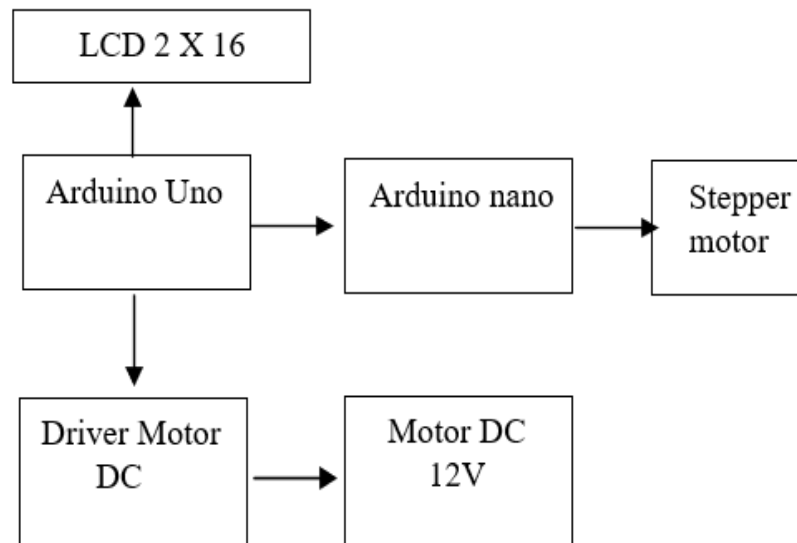 LCD 2 X 16
Arduino Uno
Arduino nano
Stepper
motor
Driver Motor
DC
Motor DC
12V